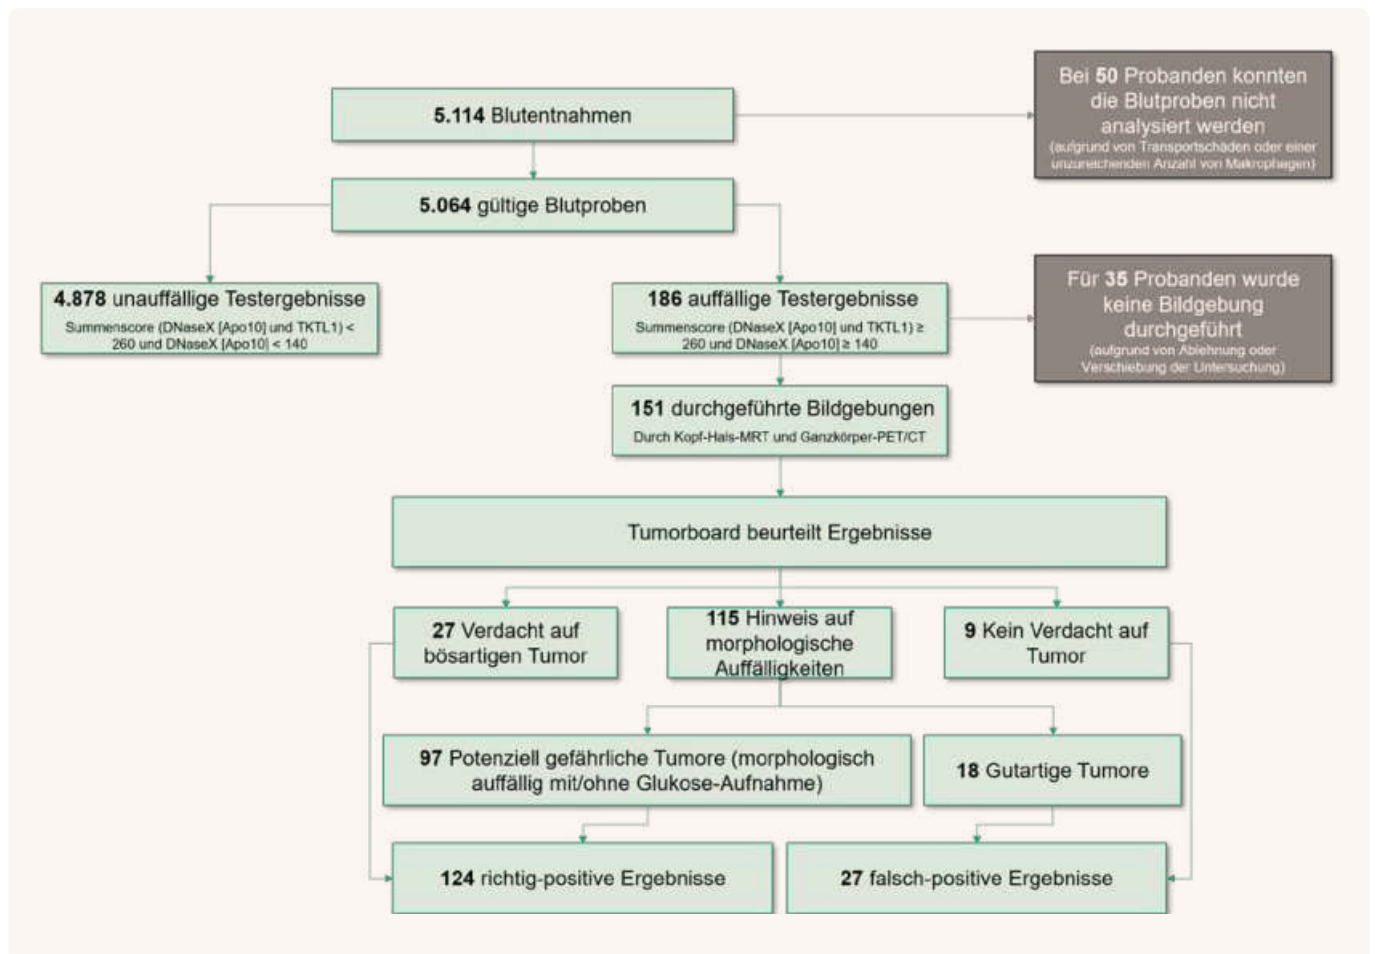 5.114 Blutentnahmen
Bei 50 Probanden konnten
die Blutproben nicht
analysiert werden
(aufgrund von Transportschäden oder einer
unzureichenden Anzahl von Makrophagen)
5.064 gültige Blutproben
4.878 unauffällige Testergebnisse
Summenscore (DNaseX [Apo10] und TKTL1) <
260 und DNaseX [Apo10] < 140
186 auffällige Testergebnisse
Summenscore (DNaseX [Apo10] und TKTL1) ≥
260 und DNaseX [Apo10] ≥ 140
Für 35 Probanden wurde
keine Bildgebung
durchgeführt
(aufgrund von Ablehnung oder
Verschiebung der Untersuchung)
151 durchgeführte Bildgebungen
Durch Kopf-Hals-MRT und Ganzkörper-PET/CT
Tumorboard beurteilt Ergebnisse
27 Verdacht auf
bösartigen Tumor
115 Hinweis auf
morphologische
Auffälligkeiten
9 Kein Verdacht auf
Tumor
97 Potenziell gefährliche Tumore (morphologisch
auffällig mit/ohne Glukose-Aufnahme)
18 Gutartige Tumore
124 richtig-positive Ergebnisse
27 falsch-positive Ergebnisse